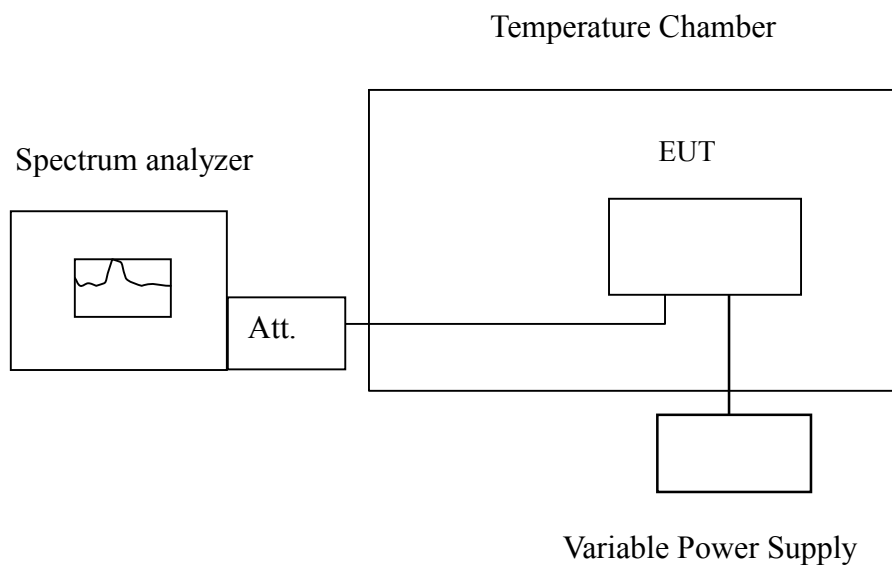 Temperature Chamber
Spectrum analyzer
EUT
Att.
Variable Power Supply